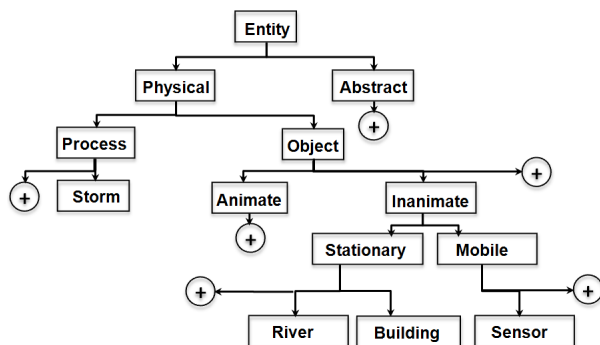 Entity
Physical
Abstract
+
Process
Object
+
Storm
+
Animate
Inanimate
+
+
Stationary
Mobile
+
+
River
Building
Sensor